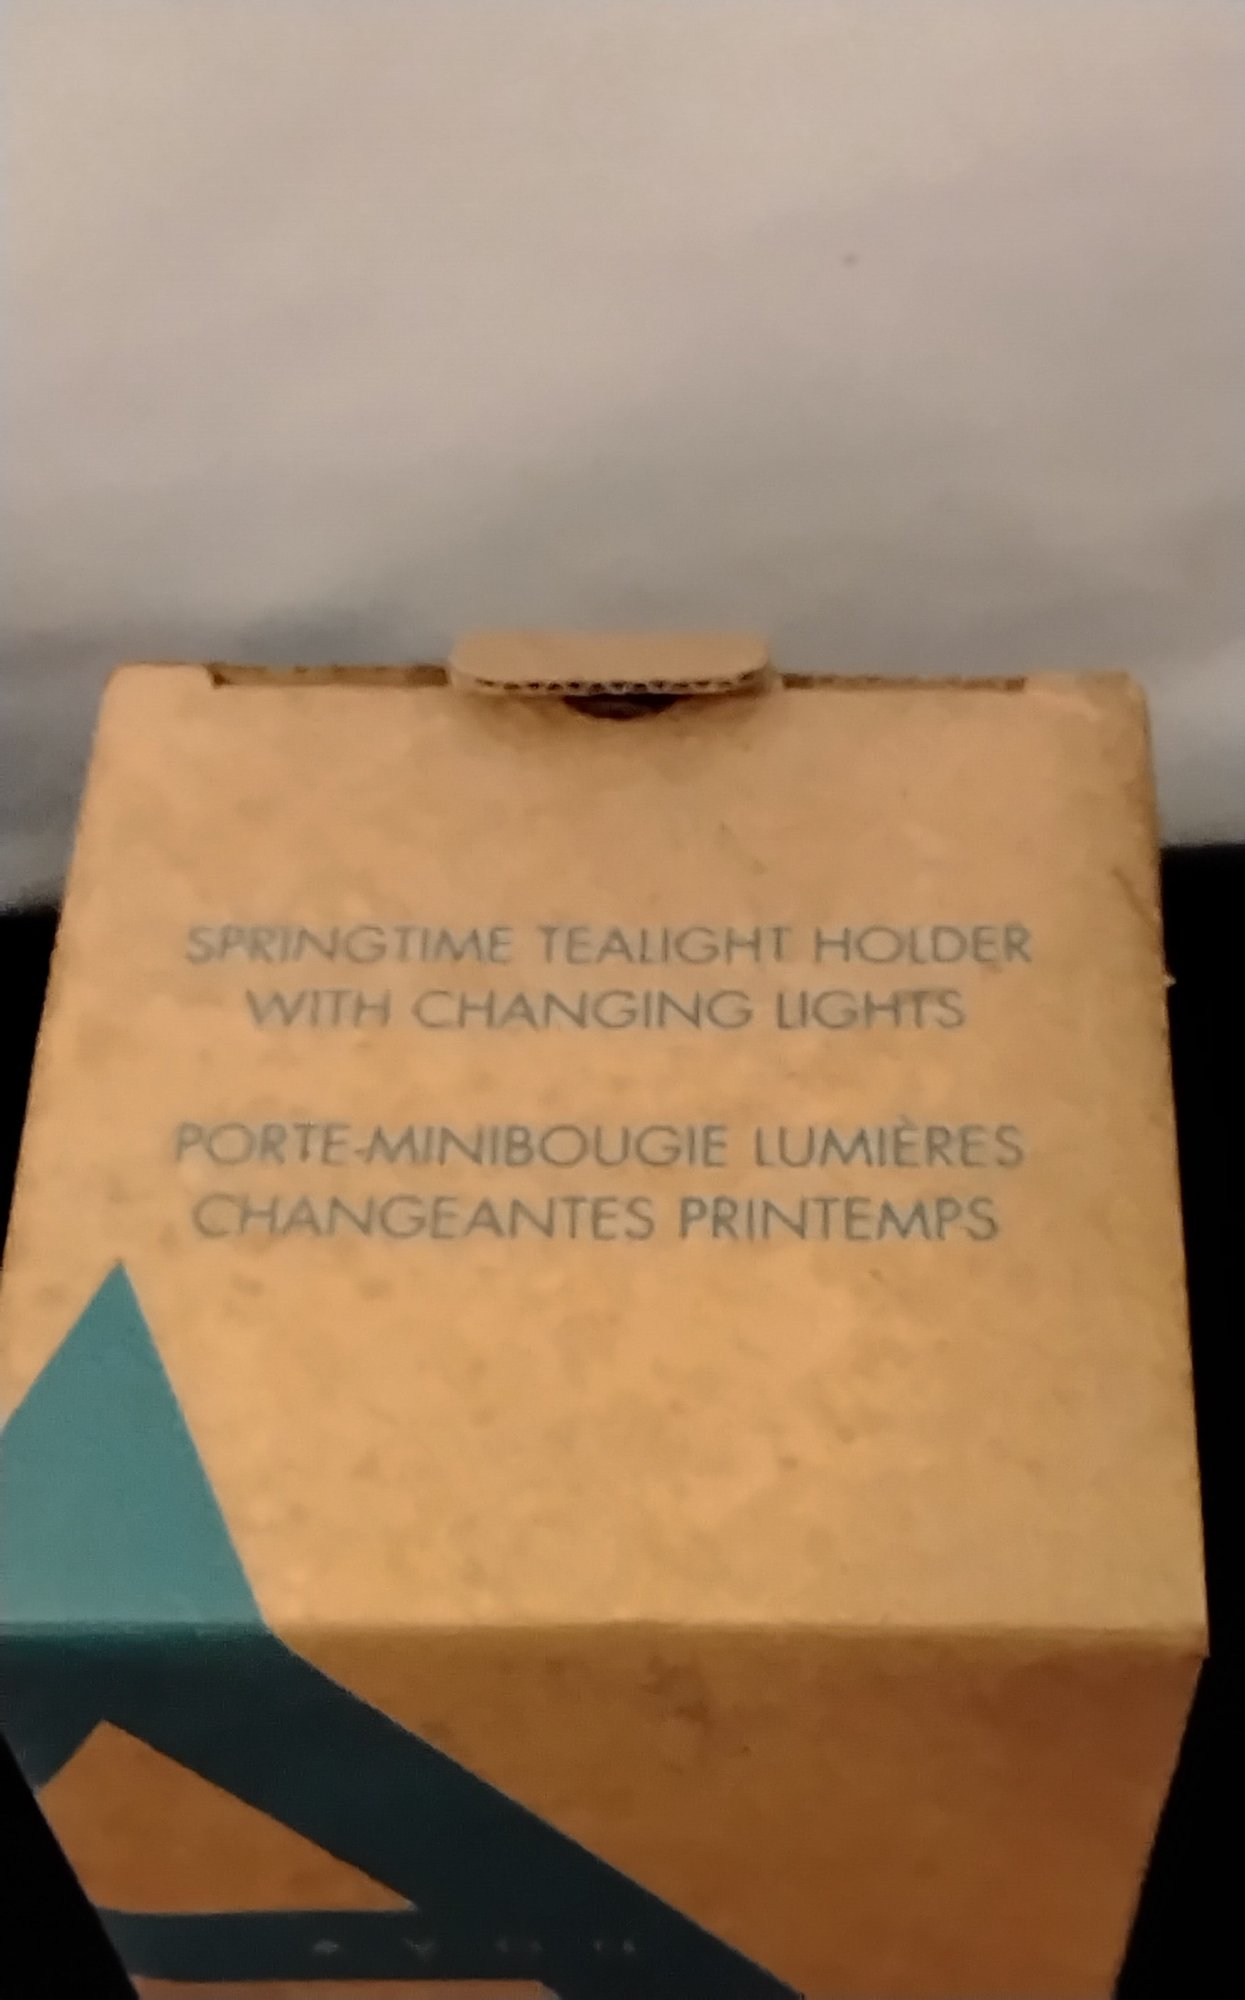 SPRINGTIME TEALIGHT HOLDER
WITH CHANGING LIGHTS
PORTE-MINIBOUGIE LUMIÈRES
CHANGEANTES PRINTEMPS